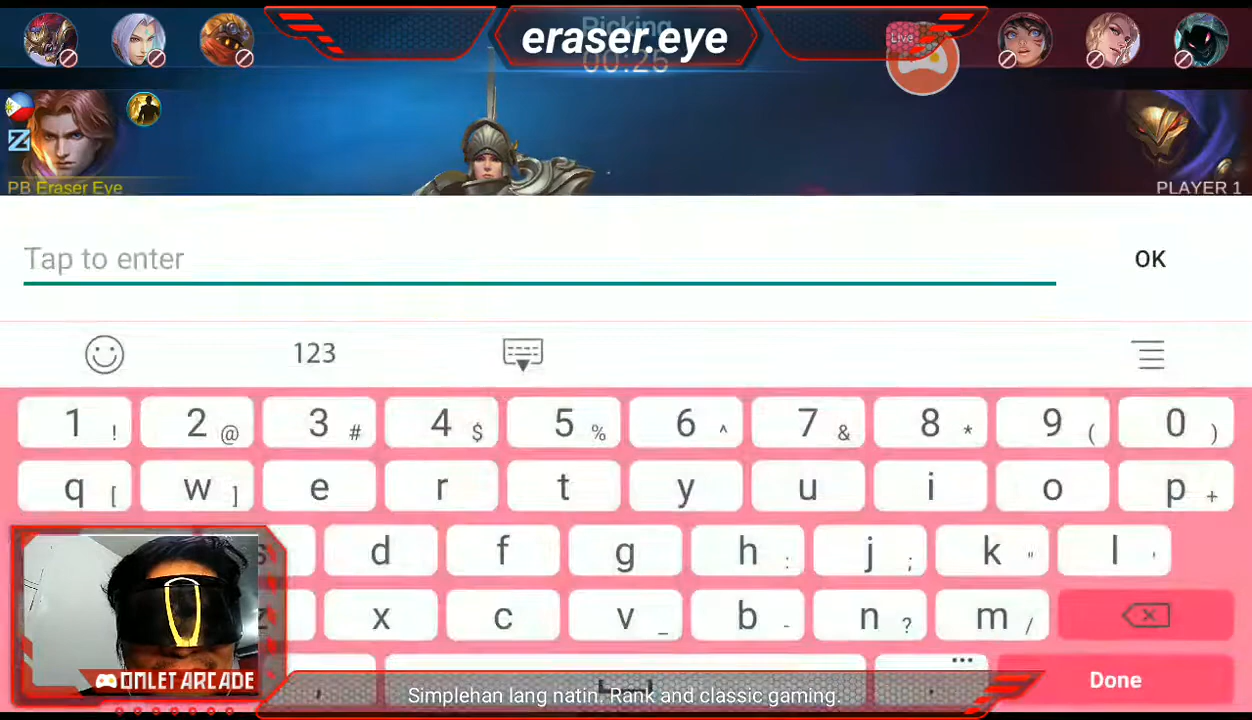 Picking
Live
eraser.eye
00:25
PB Eraser Eye
PLAYER 1
Tap to enter
OK
123
1 ! 2 @ 3 # 4 $ 5 % 6 ^ 7 & 8 * 9 ( 0 )
q [ w ] e r t y u i o p +
s d f g h : j ; k " l '
z x c v _ b - n ? m /
, . ... Done
OMLET ARCADE
Simplehan lang natin. Rank and classic gaming.